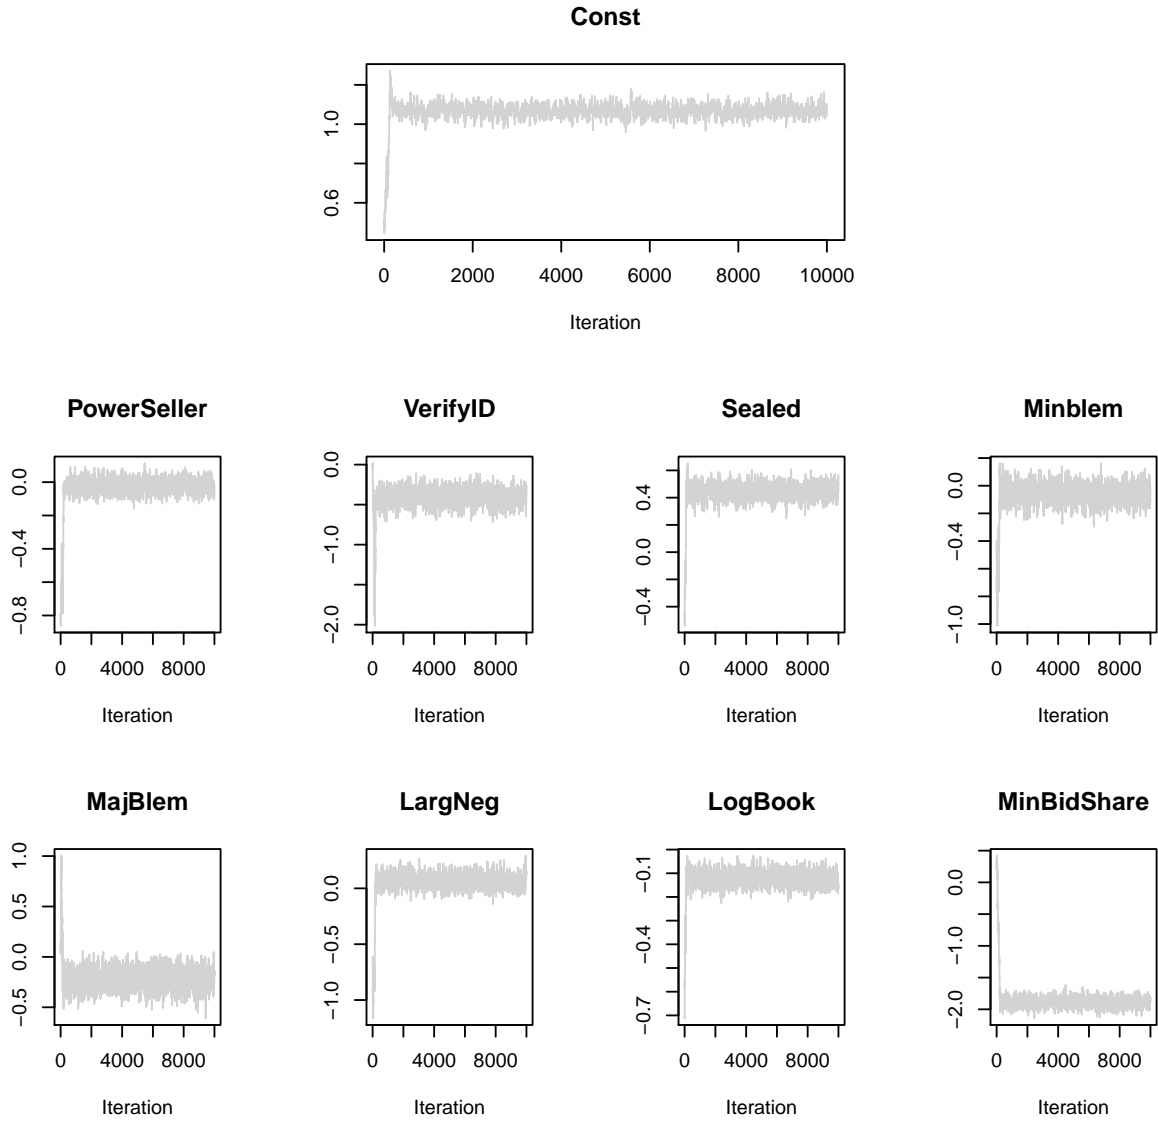 Const
1.0
0.6
0 2000 4000 6000 8000 10000
Iteration
PowerSeller VerifyID Sealed Minblem
0.0 −0.4 −0.8
0.0 −1.0 −2.0
0.4 0.0 −0.4
0.0 −0.4 −1.0
0 4000 8000 0 4000 8000 0 4000 8000 0 4000 8000
Iteration Iteration Iteration Iteration
MajBlem LargNeg LogBook MinBidShare
1.0 0.5 0.0 −0.5
0.0 −0.5 −1.0
−0.1 −0.4 −0.7
0.0 −1.0 −2.0
0 4000 8000 0 4000 8000 0 4000 8000 0 4000 8000
Iteration Iteration Iteration Iteration